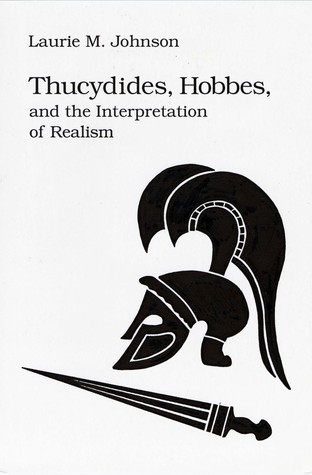 Laurie M. Johnson
Thucydides, Hobbes,
and the Interpretation
of Realism